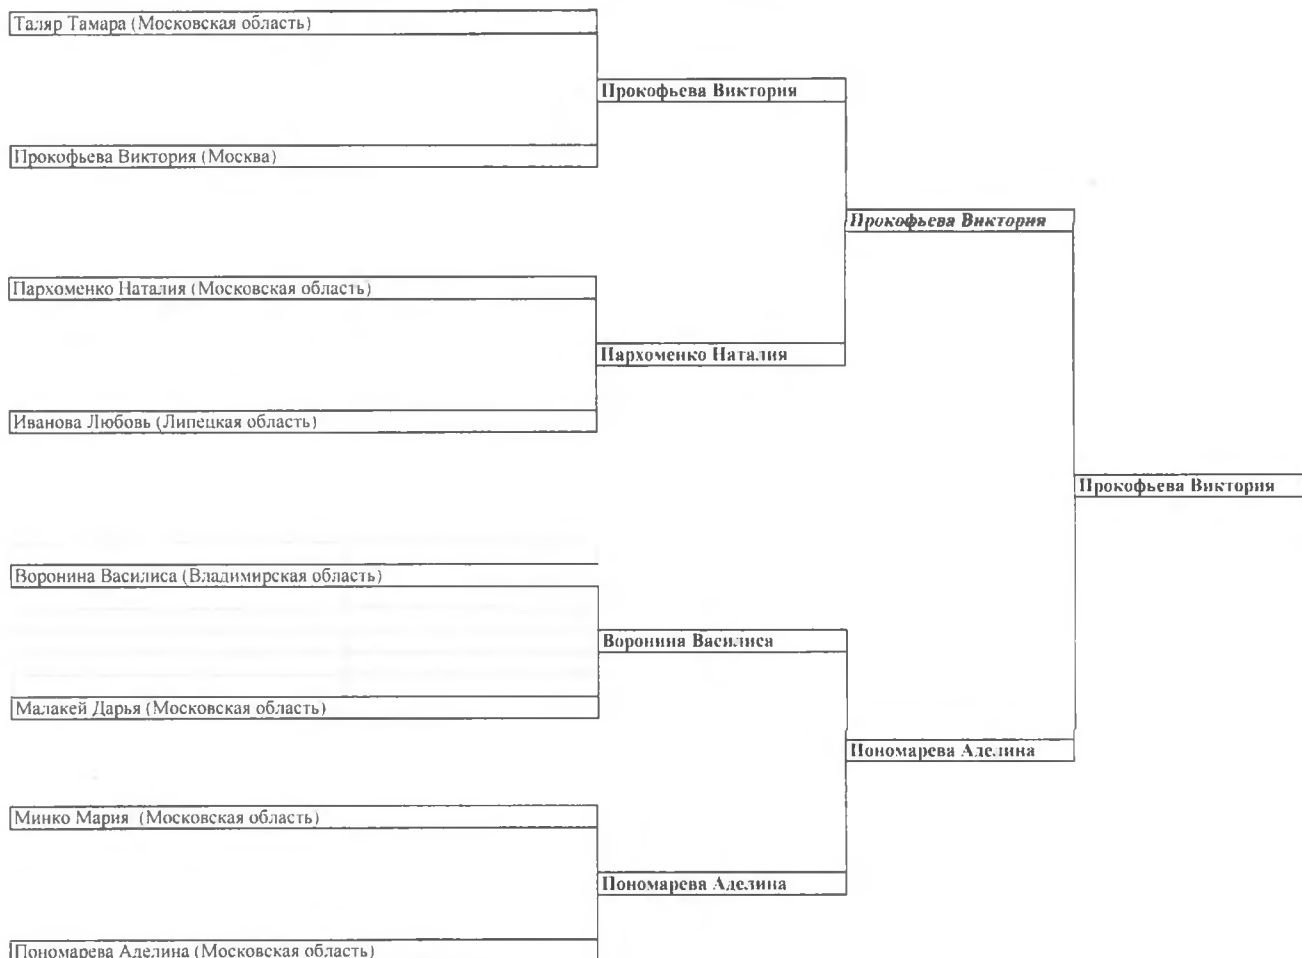 Таляр Тамара (Московская область)
Прокофьева Виктория
Прокофьева Виктория (Москва)
Прокофьева Виктория
Пархоменко Наталия (Московская область)
Пархоменко Наталия
Иванова Любовь (Липецкая область)
Прокофьева Виктория
Воронина Василиса (Владимирская область)
Воронина Василиса
Малакей Дарья (Московская область)
Пономарева Аделина
Минко Мария (Московская область)
Пономарева Аделина
Пономарева Аделина (Московская область)